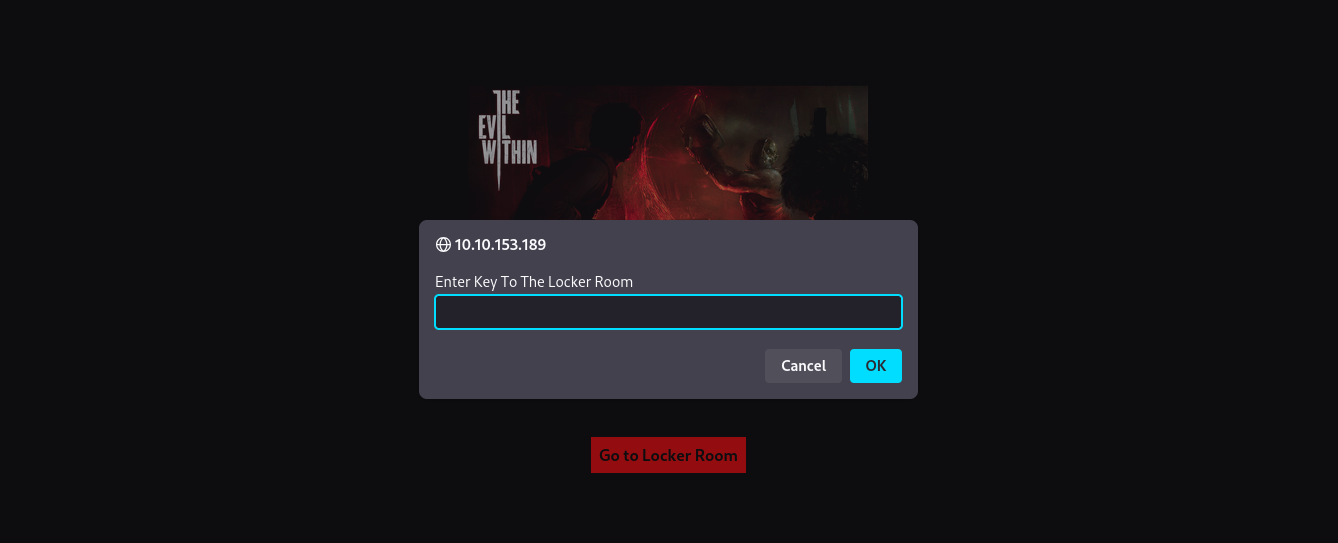 THE
EVIL
WITHIN
10.10.153.189
Enter Key To The Locker Room
Cancel OK
Go to Locker Room